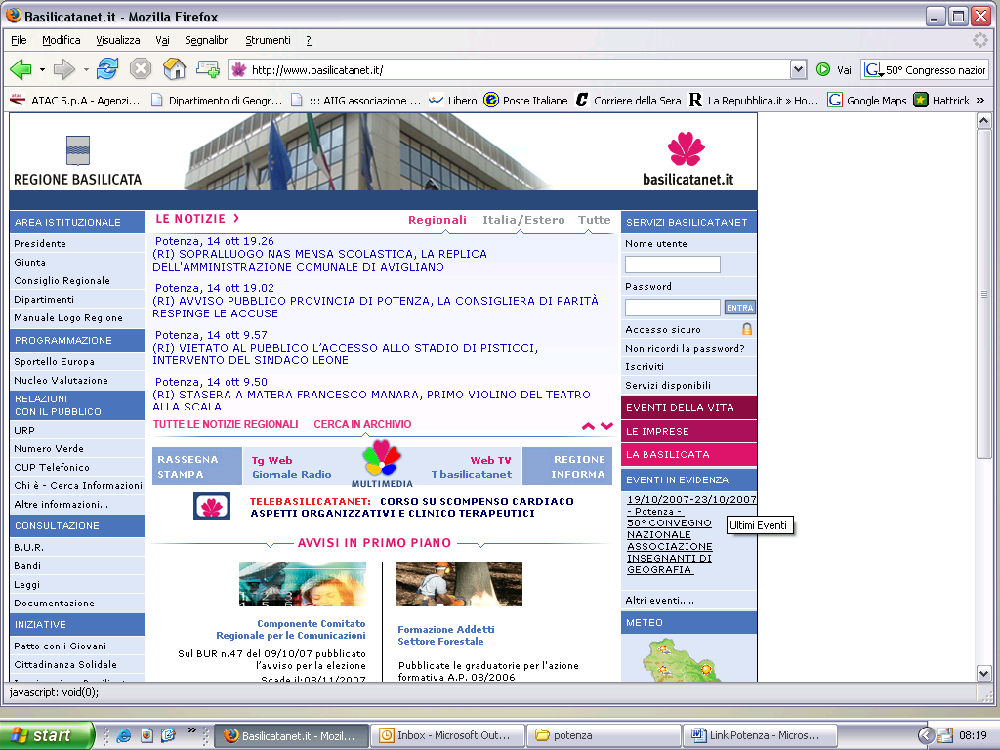 Basilicatanet.it - Mozilla Firefox
File Modifica Visualizza Vai Segnalibri Strumenti ?
http://www.basilicatanet.it/ Vai 50° Congresso nazior
ATAC S.p.A - Agenzi... Dipartimento di Geogr... ::: AIIG associazione ... Libero Poste Italiane Corriere della Sera La Repubblica.it » Ho... Google Maps Hattrick »
REGIONE BASILICATA
basilicatanet.it
AREA ISTITUZIONALE
Presidente
Giunta
Consiglio Regionale
Dipartimenti
Manuale Logo Regione
PROGRAMMAZIONE
Sportello Europa
Nucleo Valutazione
RELAZIONI
CON IL PUBBLICO
URP
Numero Verde
CUP Telefonico
Chi è - Cerca Informazioni
Altre informazioni...
CONSULTAZIONE
B.U.R.
Bandi
Leggi
Documentazione
INIZIATIVE
Patto con i Giovani
Cittadinanza Solidale
LE NOTIZIE
Regionali Italia/Estero Tutte
Potenza, 14 ott 19.26
(RI) SOPRALLUOGO NAS MENSA SCOLASTICA, LA REPLICA
DELL'AMMINISTRAZIONE COMUNALE DI AVIGLIANO
Potenza, 14 ott 19.02
(RI) AVVISO PUBBLICO PROVINCIA DI POTENZA, LA CONSIGLIERA DI PARITÀ
RESPINGE LE ACCUSE
Potenza, 14 ott 9.57
(RI) VIETATO AL PUBBLICO L'ACCESSO ALLO STADIO DI PISTICCI,
INTERVENTO DEL SINDACO LEONE
Potenza, 14 ott 9.50
(RI) STASERA A MATERA FRANCESCO MANARA, PRIMO VIOLINO DEL TEATRO
ALLA SCALA
TUTTE LE NOTIZIE REGIONALI CERCA IN ARCHIVIO
RASSEGNA
STAMPA
Tg Web
Giornale Radio
MULTIMEDIA
Web TV
T basilicatanet
REGIONE
INFORMA
TELEBASILICATANET: CORSO SU SCOMPENSO CARDIACO
ASPETTI ORGANIZZATIVI E CLINICO TERAPEUTICI
AVVISI IN PRIMO PIANO
Componente Comitato
Regionale per le Comunicazioni
Sul BUR n.47 del 09/10/07 pubblicato
l'avviso per la elezione
Scade il:08/11/2007
Formazione Addetti
Settore Forestale
Pubblicate le graduatorie per l'azione
formativa A.P. 08/2006
SERVIZI BASILICATANET
Nome utente
Password
ENTRA
Accesso sicuro
Non ricordi la password?
Iscriviti
Servizi disponibili
EVENTI DELLA VITA
LE IMPRESE
LA BASILICATA
EVENTI IN EVIDENZA
19/10/2007-23/10/2007
- Potenza -
50° CONVEGNO
NAZIONALE
ASSOCIAZIONE
INSEGNANTI DI
GEOGRAFIA
Ultimi Eventi
Altri eventi.....
METEO
javascript: void(0);
start » Basilicatanet.it - Mozil... Inbox - Microsoft Out... potenza Link Potenza - Micros... 08:19